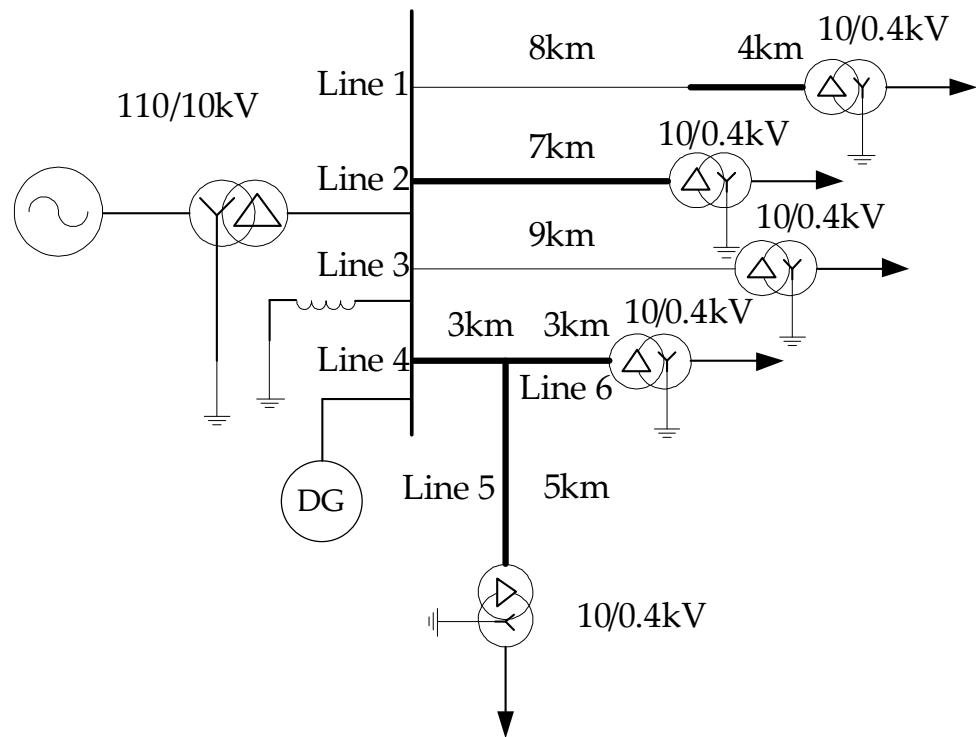 10/0.4kV
8km
4km
Line 1
110/10kV
10/0.4kV
7km
Line 2
10/0.4kV
9km
Line 3
10/0.4kV
3km
3km
Line 4
Line 6
Line 5
5km
DG
10/0.4kV